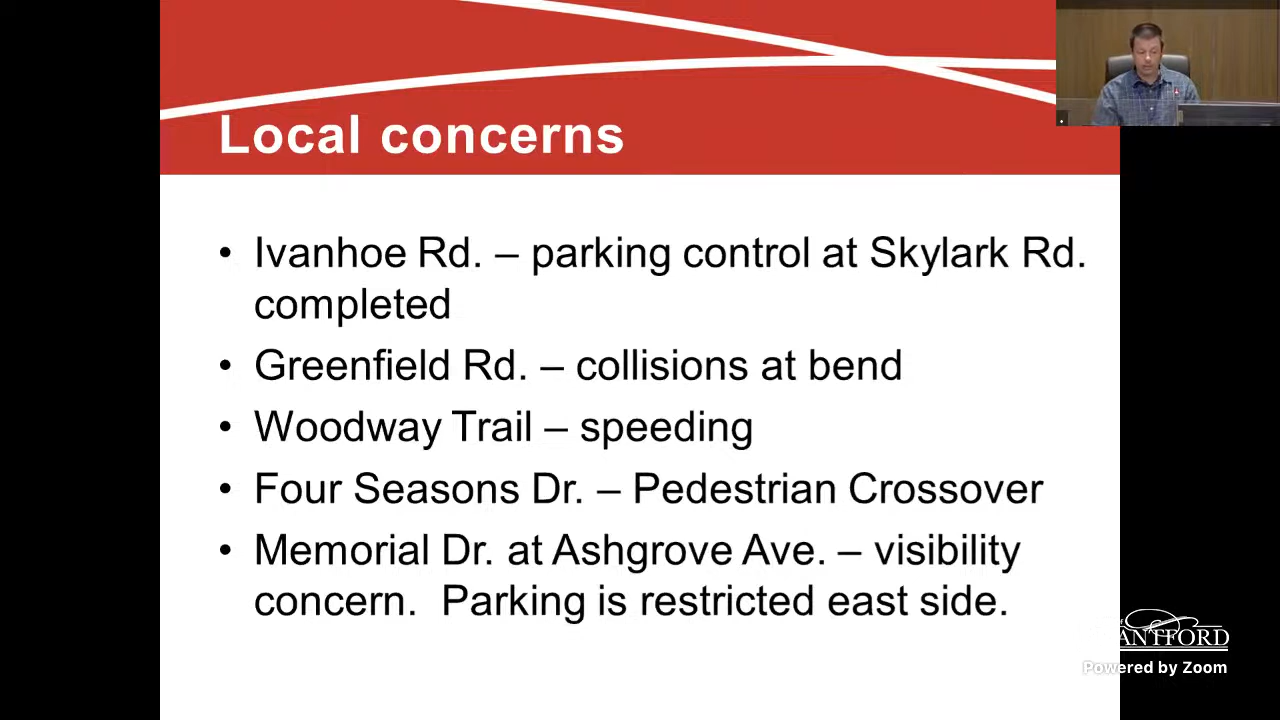 Local concerns
• Ivanhoe Rd. – parking control at Skylark Rd.
completed
• Greenfield Rd. – collisions at bend
• Woodway Trail – speeding
• Four Seasons Dr. – Pedestrian Crossover
• Memorial Dr. at Ashgrove Ave. – visibility
concern.  Parking is restricted east side.
ANTFORD
Powered by Zoom